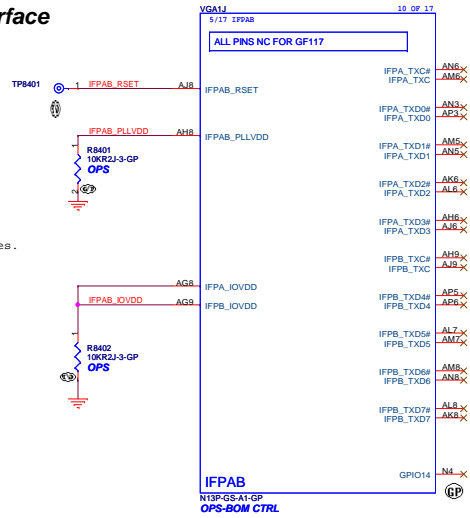 rface
VGA1J
10 OF 17
5/17 IFPAB
ALL PINS NC FOR GF117
TP8401
1
IFPAB_RSET
AJ8
IFPAB_RSET
IFPAB_PLLVDD
AH8
IFPAB_PLLVDD
1
R8401
10KR2J-3-GP
OPS
2
es.
IFPAB_IOVDD
AG8
IFPA_IOVDD
AG9
IFPB_IOVDD
1
R8402
10KR2J-3-GP
OPS
IFPA_TXC#
AN6
IFPA_TXC
AM6
IFPA_TXD0#
AN3
IFPA_TXD0
AP3
IFPA_TXD1#
AM5
IFPA_TXD1
AN5
IFPA_TXD2#
AK6
IFPA_TXD2
AL6
IFPA_TXD3#
AH6
IFPA_TXD3
AJ6
IFPB_TXC#
AH9
IFPB_TXC
AJ9
IFPB_TXD4#
AP5
IFPB_TXD4
AP6
IFPB_TXD5#
AL7
IFPB_TXD5
AM7
IFPB_TXD6#
AM8
IFPB_TXD6
AN8
IFPB_TXD7#
AL8
IFPB_TXD7
AK8
GPIO14
N4
GP
IFPAB
N13P-GS-A1-GP
OPS-BOM CTRL